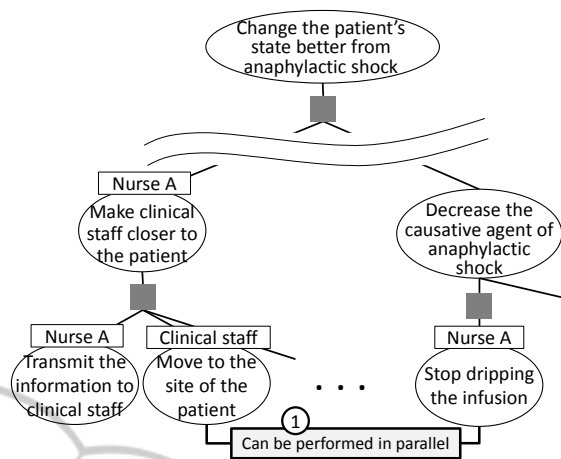 Change the patient's
state better from
anaphylactic shock
Nurse A
Make clinical
staff closer to
the patient
Decrease the
causative agent of
anaphylactic
shock
Nurse A
Transmit the
information to
clinical staff
Clinical staff
Move to the
site of the
patient
. . .
Nurse A
Stop dripping
the infusion
1
Can be performed in parallel